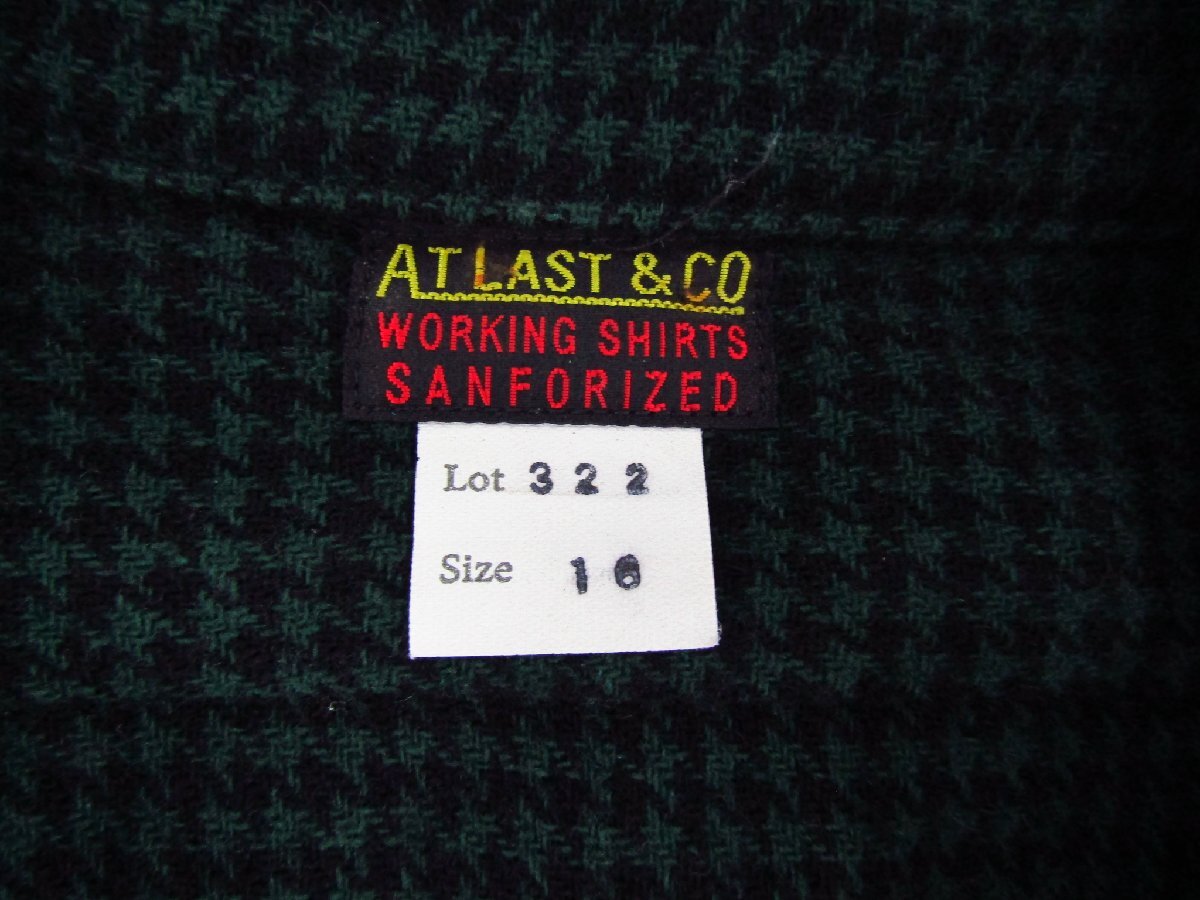 AT LAST & CO
WORKING SHIRTS
SANFORIZED
Lot 322
Size 16